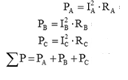 P_A = I_A^2 · R_A
P_B = I_B^2 · R_B
P_C = I_C^2 · R_C
∑P = P_A + P_B + P_C